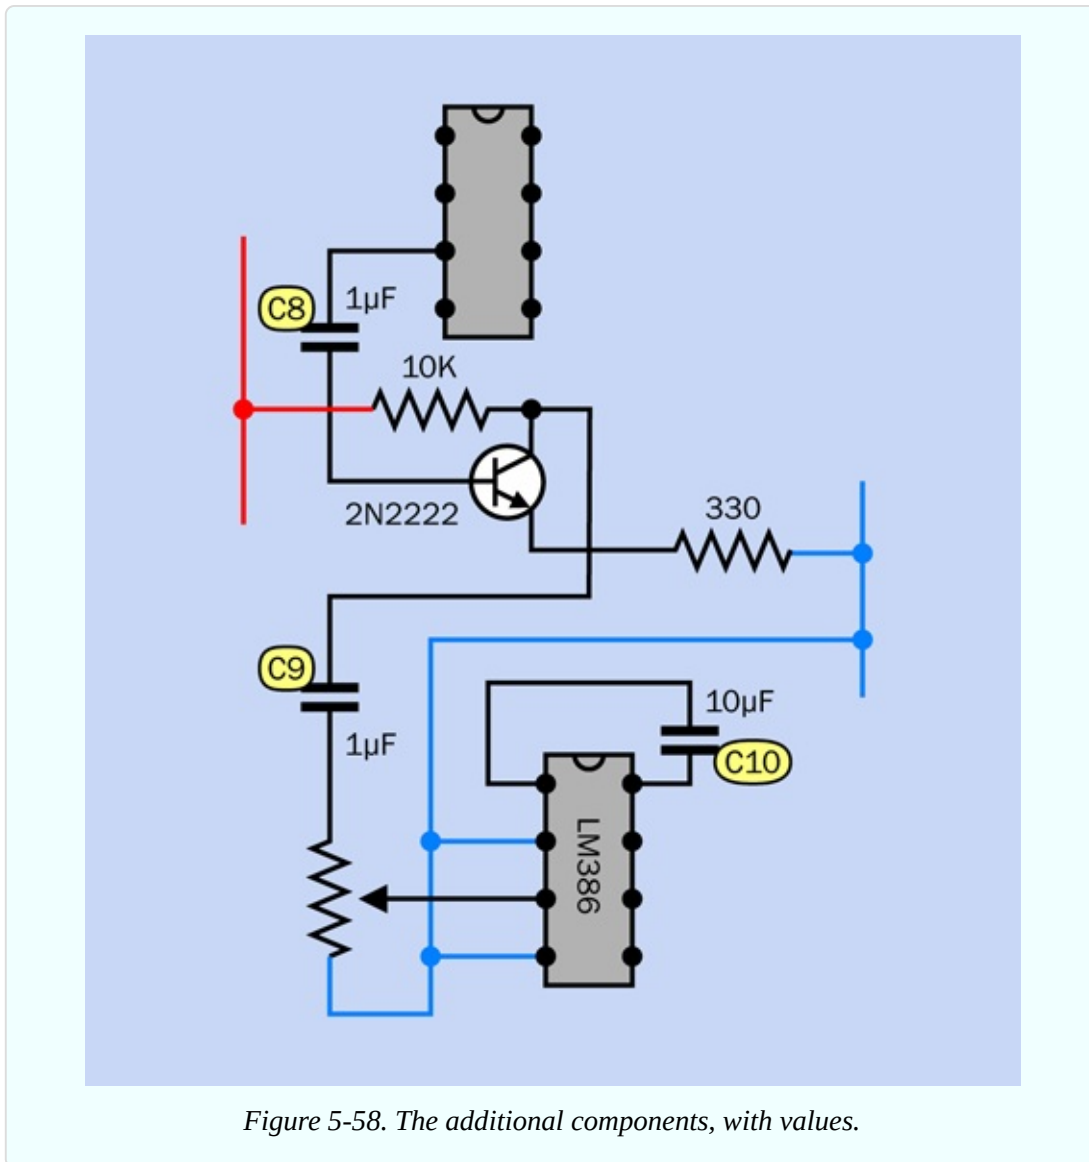 C8
1µF
10K
2N2222
330
C9
1µF
10µF
C10
LM386
Figure 5-58. The additional components, with values.